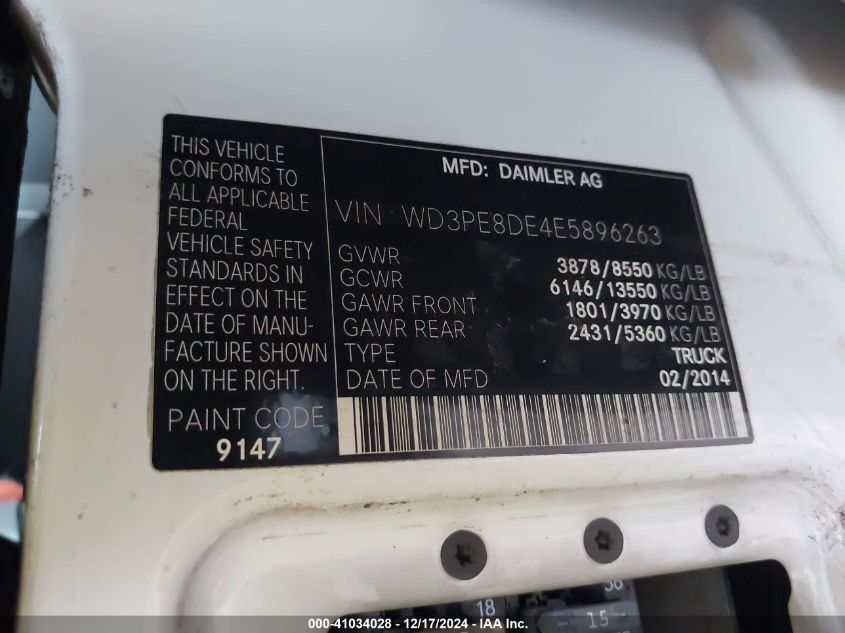 THIS VEHICLE
CONFORMS TO
ALL APPLICABLE
FEDERAL
VEHICLE SAFETY
STANDARDS IN
EFFECT ON THE
DATE OF MANU-
FACTURE SHOWN
ON THE RIGHT.
PAINT CODE
9147
MFD: DAIMLER AG
VIN WD3PE8DE4E5896263
GVWR 3878/8550 KG/LB
GCWR 6146/13550 KG/LB
GAWR FRONT 1801/3970 KG/LB
GAWR REAR 2431/5360 KG/LB
TYPE TRUCK
DATE OF MFD 02/2014
18 38 15
000-41034028 - 12/17/2024 - IAA Inc.